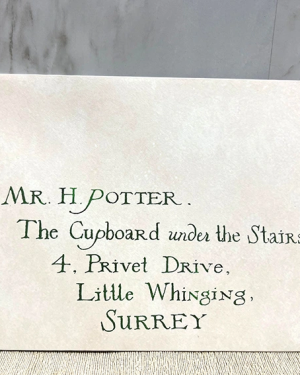 MR. H. POTTER.
The Cupboard under the Stairs
4, Privet Drive,
Little Whinging,
SURREY